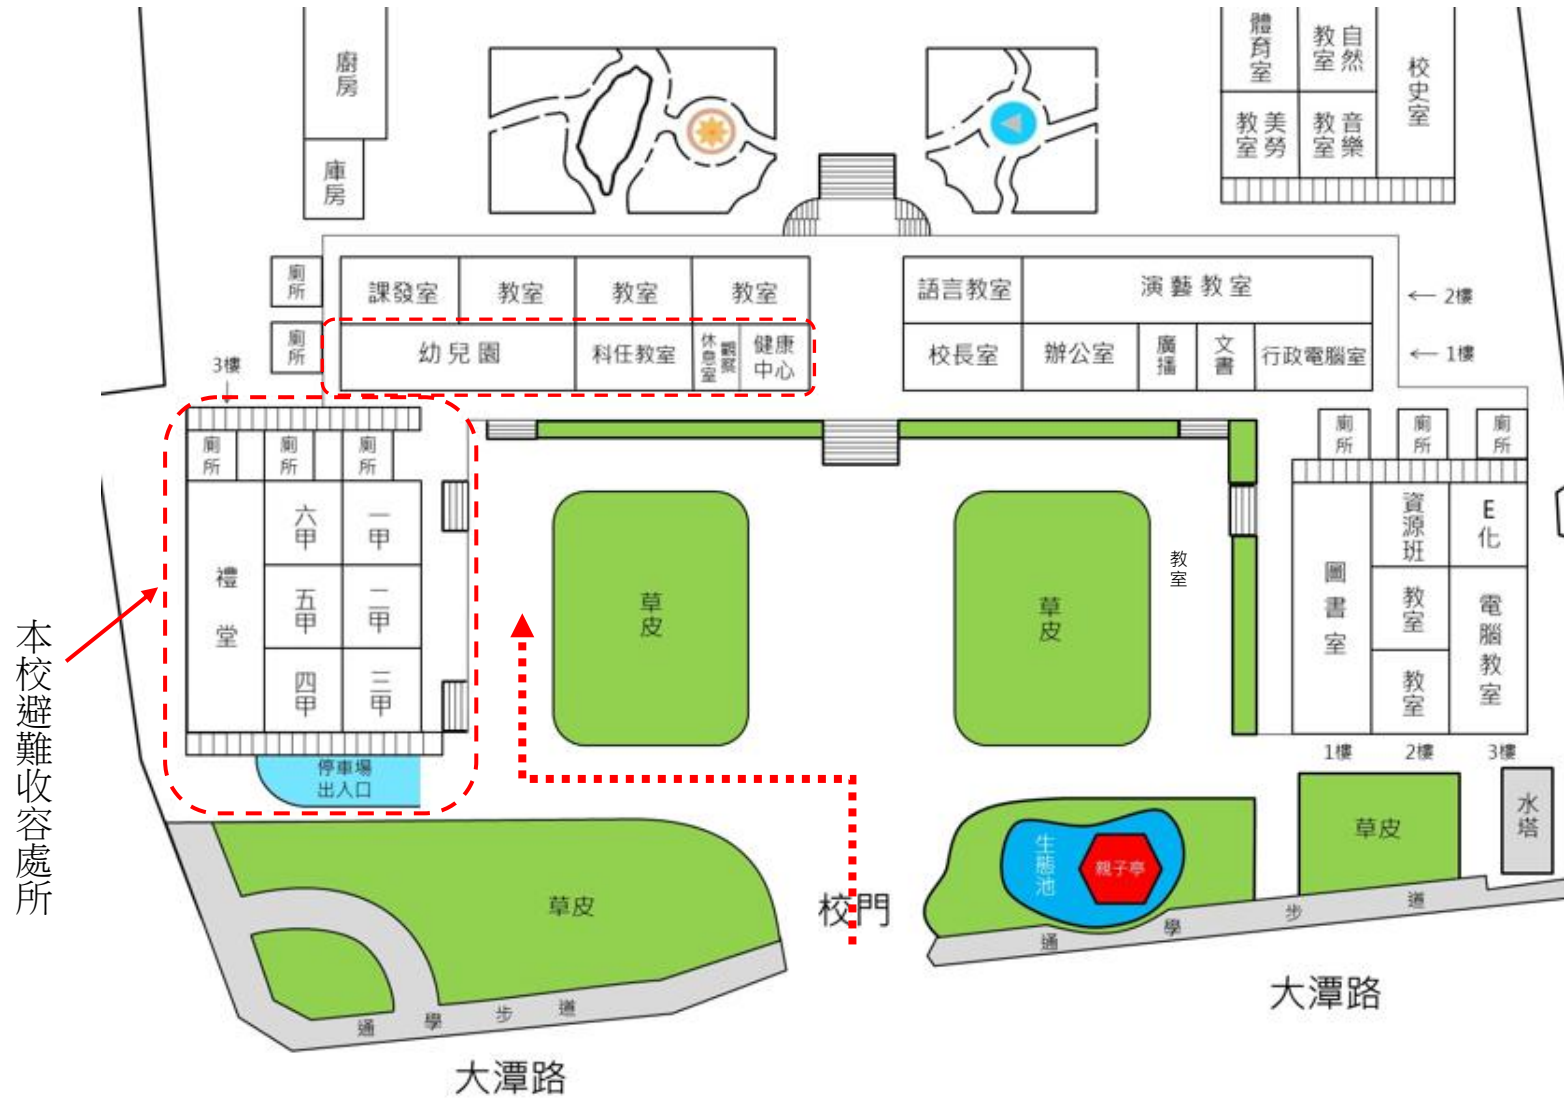 廚房
庫房
體育室
自然教室
校史室
美勞教室
音樂教室
廁所
課發室
教室
教室
教室
語言教室
演藝教室
← 2樓
廁所
幼兒園
科任教室
觀察休息室
健康中心
校長室
辦公室
廣播
文書
行政電腦室
← 1樓
3樓
廁所
廁所
廁所
廁所
廁所
廁所
禮堂
六甲
一甲
五甲
二甲
四甲
三甲
停車場
出入口
本校避難收容處所
草皮
草皮
教室
圖書室
資源班
E化
教室
電腦教室
教室
1樓
2樓
3樓
水塔
草皮
生態池
親子亭
草皮
校門
通學步道
通學步道
大潭路
大潭路